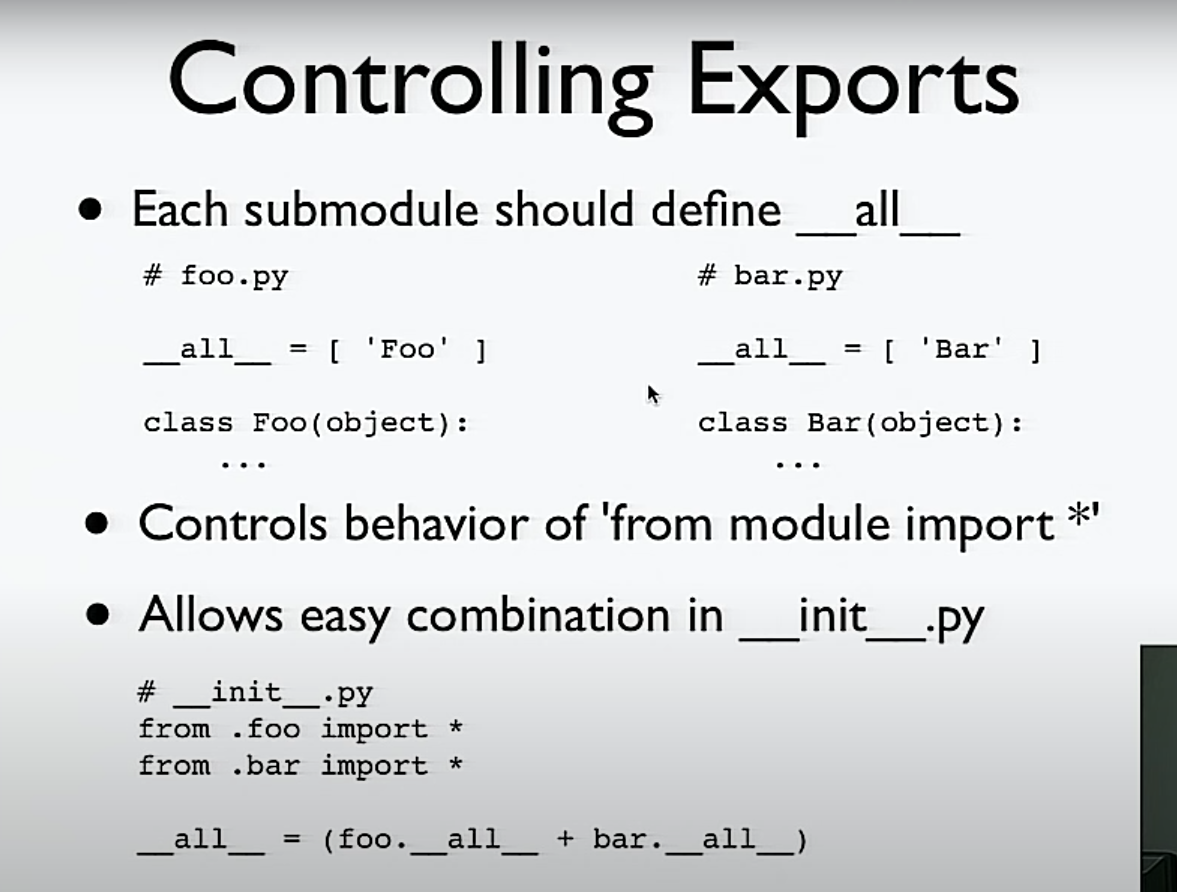 Controlling Exports
• Each submodule should define __all__
# foo.py
__all__ = [ 'Foo' ]
class Foo(object):
...
# bar.py
__all__ = [ 'Bar' ]
class Bar(object):
...
• Controls behavior of 'from module import *'
• Allows easy combination in __init__.py
# __init__.py
from .foo import *
from .bar import *
__all__ = (foo.__all__ + bar.__all__)